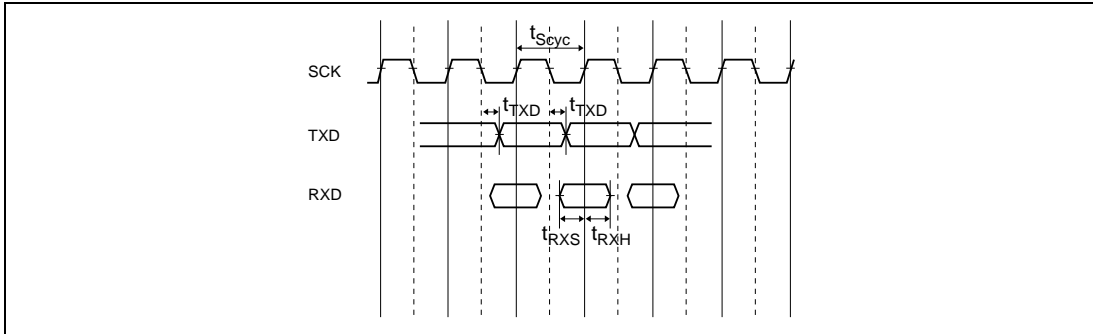 tScyc
SCK
tTXD tTXD
TXD
RXD
tRXS tRXH